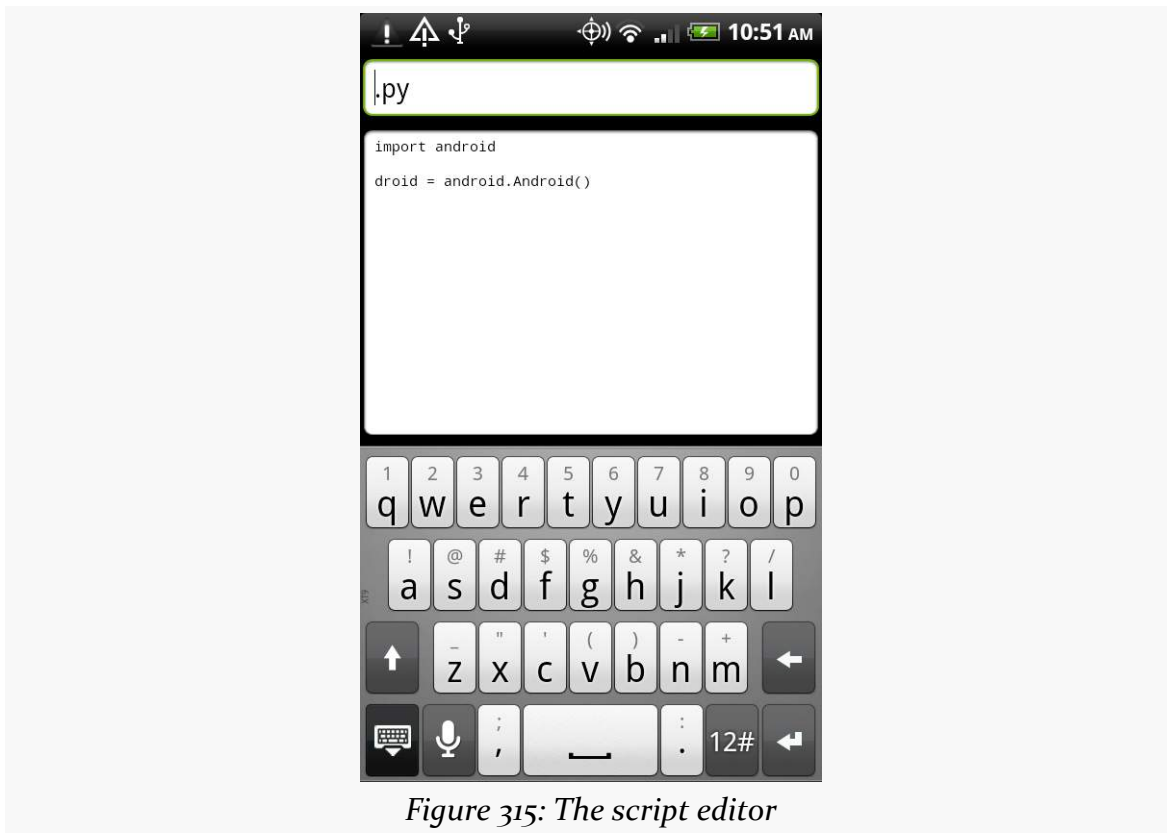 10:51 AM
.py
import android
droid = android.Android()
1 2 3 4 5 6 7 8 9 0
q w e r t y u i o p
! @ # $ % & * ? /
a s d f g h j k l
XT9
_ " ' ( ) - +
z x c v b n m
; :
, . 12#
Figure 315: The script editor